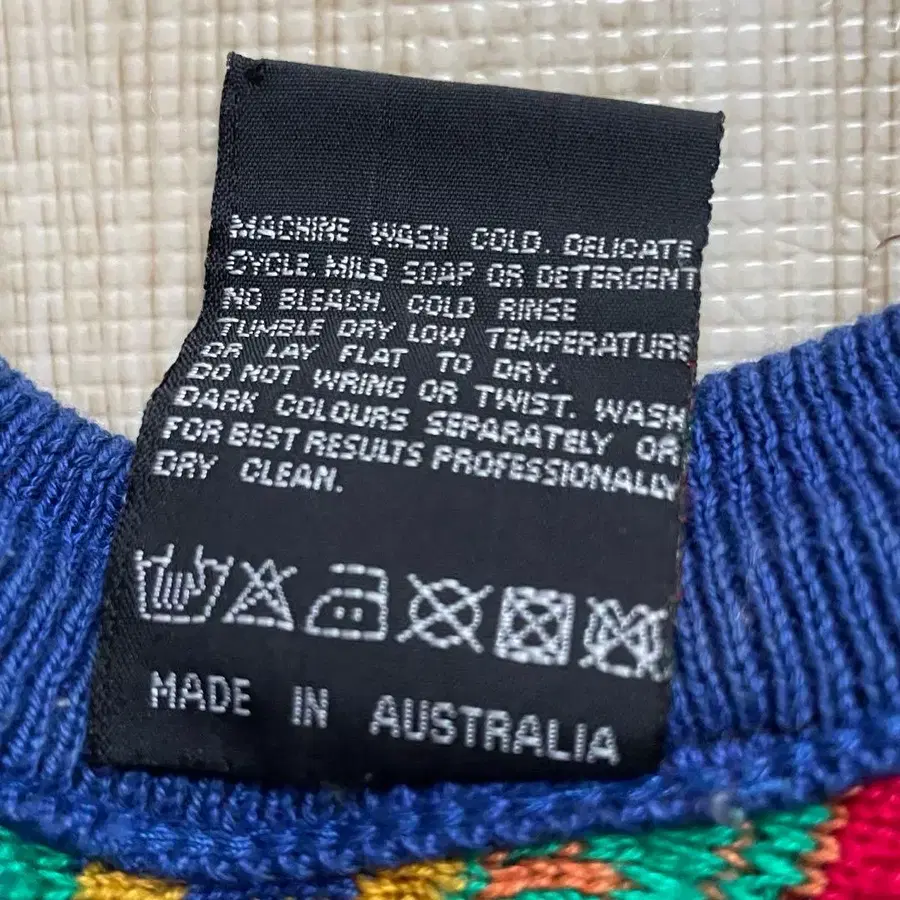 MACHINE WASH COLD. DELICATE
CYCLE. MILD SOAP OR DETERGENT
NO BLEACH. COLD RINSE
TUMBLE DRY LOW TEMPERATURE
OR LAY FLAT TO DRY.
DO NOT WRING OR TWIST. WASH
DARK COLOURS SEPARATELY OR
FOR BEST RESULTS PROFESSIONALLY
DRY CLEAN.
MADE IN AUSTRALIA